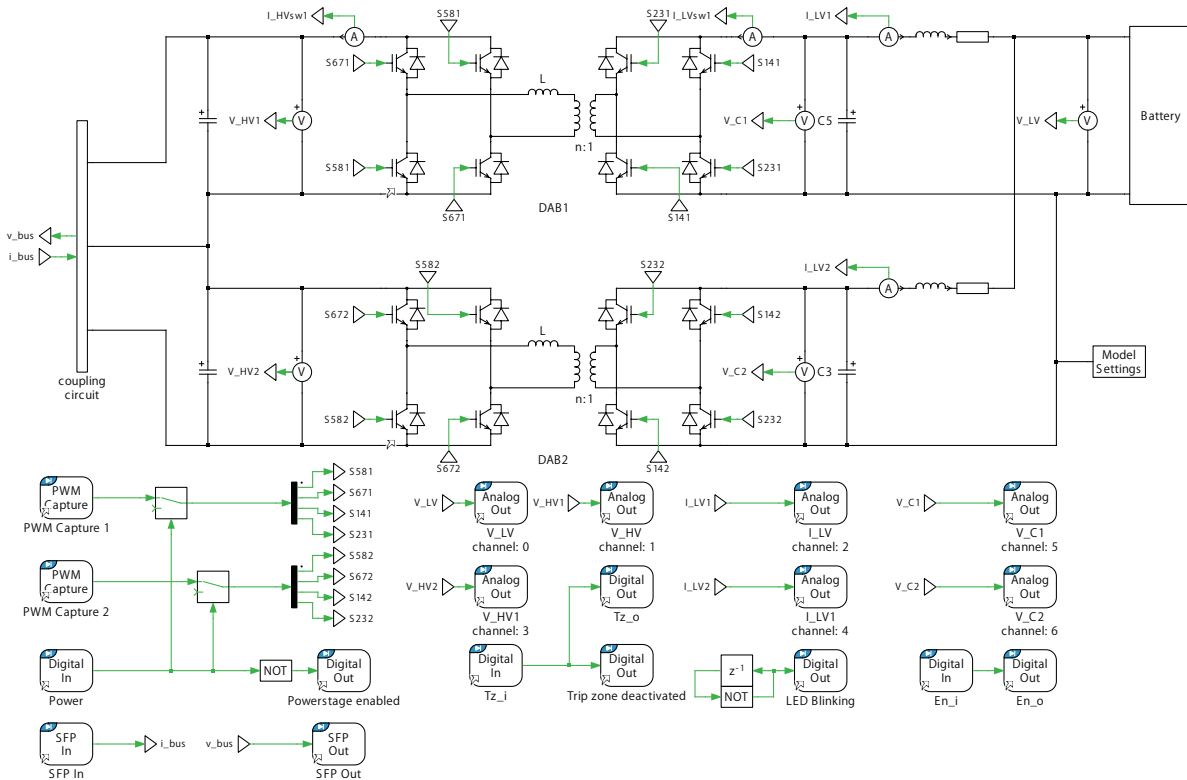 I_HVsw1
A
S581
S231
I_LVsw1
A
I_LV1
A
S671
S141
L
V_HV1
V
V_C1
V
C5
V_LV
V
Battery
n:1
S581
S231
S671
DAB1
S141
v_bus
i_bus
coupling
circuit
S582
S232
I_LV2
A
S672
S142
L
V_HV2
V
V_C2
V
C3
Model
Settings
n:1
S582
S232
S672
DAB2
S142
PWM
Capture
PWM Capture 1
S581
S671
S141
S231
PWM
Capture
PWM Capture 2
S582
S672
S142
S232
V_LV
Analog
Out
V_LV
channel: 0
V_HV1
Analog
Out
V_HV
channel: 1
I_LV1
Analog
Out
I_LV
channel: 2
V_C1
Analog
Out
V_C1
channel: 5
V_HV2
Analog
Out
V_HV1
channel: 3
Digital
Out
Tz_o
I_LV2
Analog
Out
I_LV1
channel: 4
V_C2
Analog
Out
V_C2
channel: 6
Digital
In
Power
NOT
Digital
Out
Powerstage enabled
Digital
In
Tz_i
Digital
Out
Trip zone deactivated
z-1
NOT
Digital
Out
LED Blinking
Digital
In
En_i
Digital
Out
En_o
SFP
In
SFP In
i_bus
v_bus
SFP
Out
SFP Out